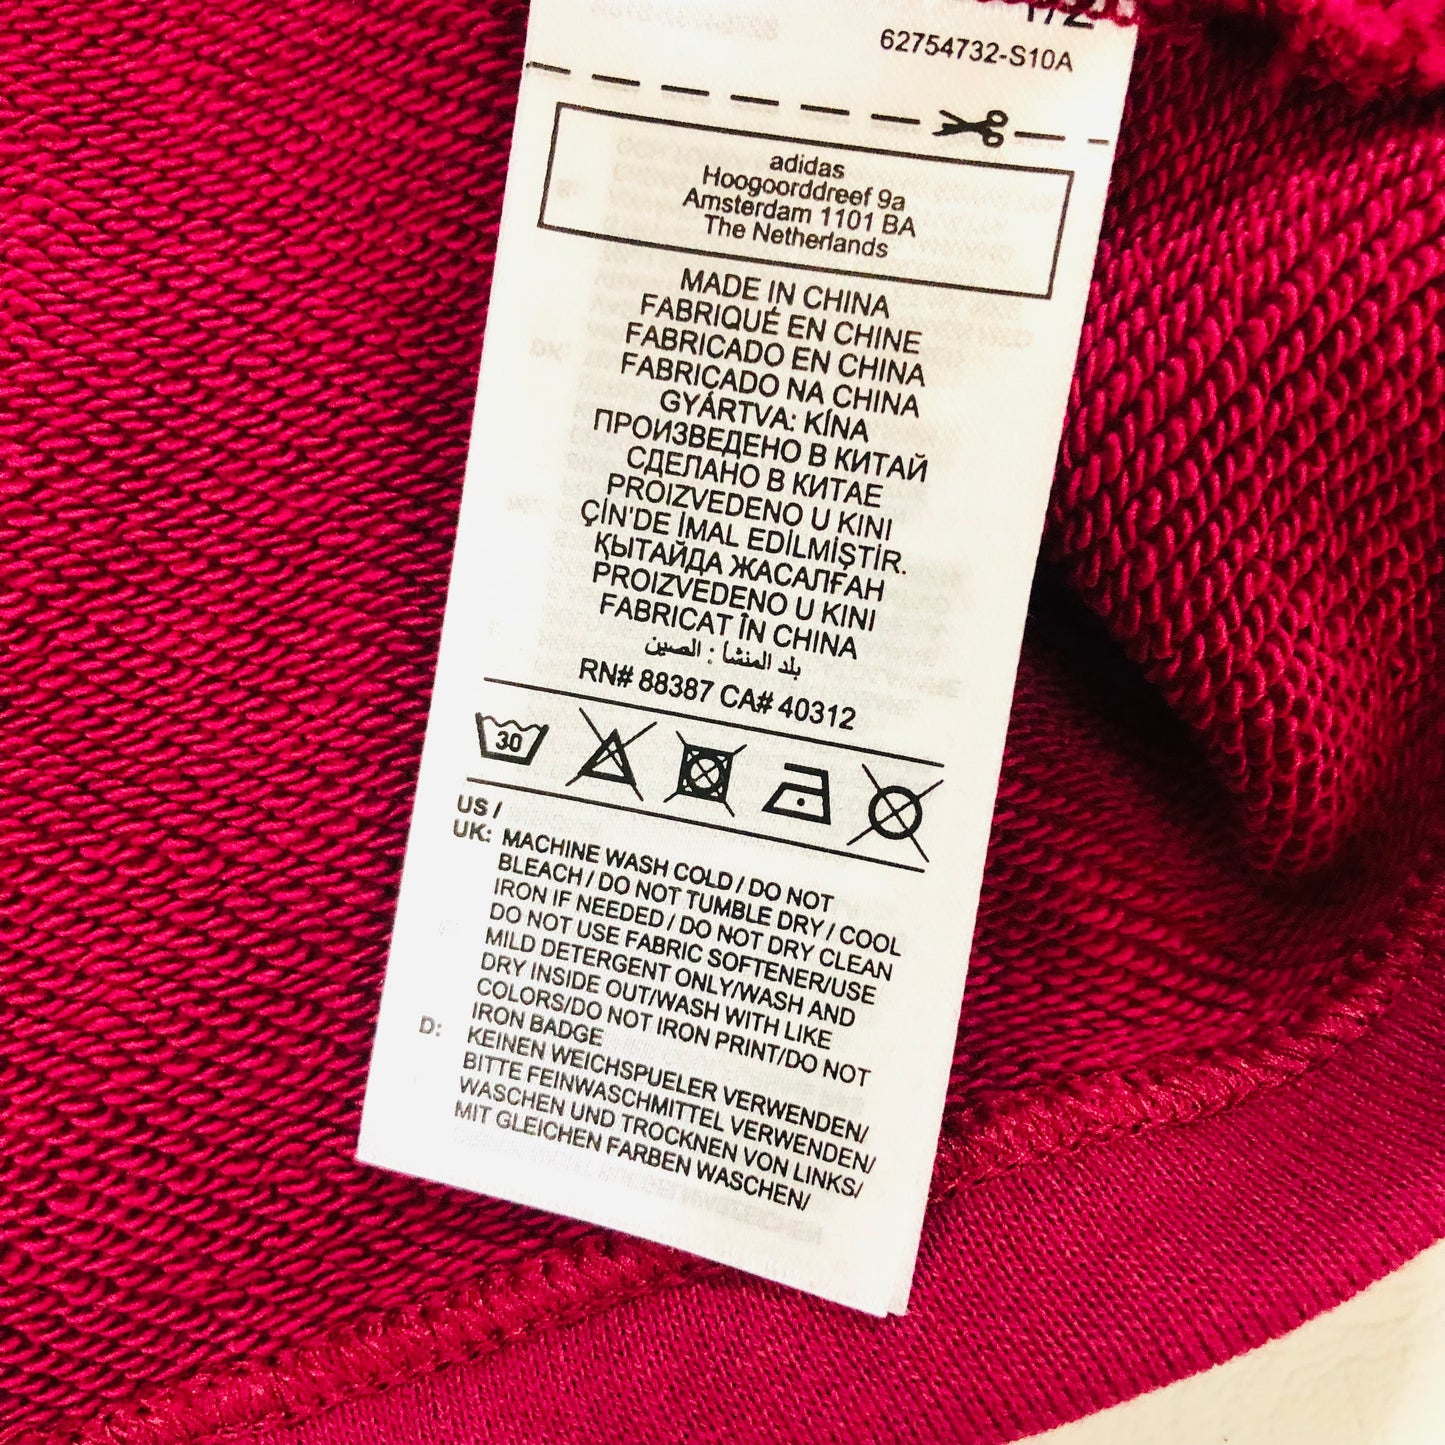 62754732-S10A
adidas
Hoogoorddreef 9a
Amsterdam 1101 BA
The Netherlands
MADE IN CHINA
FABRIQUÉ EN CHINE
FABRICADO EN CHINA
FABRICADO NA CHINA
GYÁRTVA: KÍNA
ПРОИЗВЕДЕНО В КИТАЙ
СДЕЛАНО В КИТАЕ
PROIZVEDENO U KINI
ÇİN'DE İMAL EDİLMİŞTİR.
ҚЫТАЙДА ЖАСАЛҒАН
PROIZVEDENO U KINI
FABRICAT ÎN CHINA
بلد المنشأ : الصين
RN# 88387 CA# 40312
30
US /
UK: MACHINE WASH COLD / DO NOT
BLEACH / DO NOT TUMBLE DRY / COOL
IRON IF NEEDED / DO NOT DRY CLEAN
DO NOT USE FABRIC SOFTENER/USE
MILD DETERGENT ONLY/WASH AND
DRY INSIDE OUT/WASH WITH LIKE
COLORS/DO NOT IRON PRINT/DO NOT
IRON BADGE
D: KEINEN WEICHSPUELER VERWENDEN/
BITTE FEINWASCHMITTEL VERWENDEN/
WASCHEN UND TROCKNEN VON LINKS/
MIT GLEICHEN FARBEN WASCHEN/